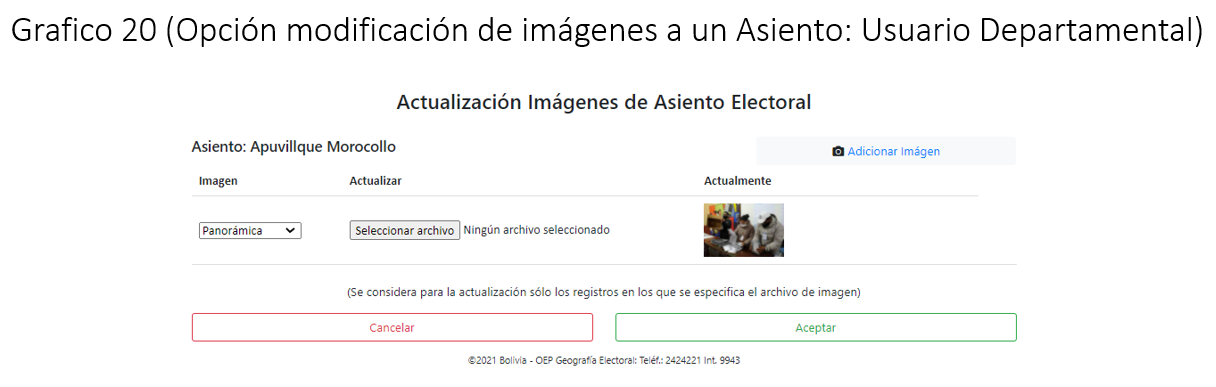 Grafico 20 (Opción modificación de imágenes a un Asiento: Usuario Departamental)
Actualización Imágenes de Asiento Electoral
Asiento: Apuvillque Morocollo
Adicionar Imágen
Imagen Actualizar Actualmente
Panorámica Seleccionar archivo Ningún archivo seleccionado
(Se considera para la actualización sólo los registros en los que se especifica el archivo de imagen)
Cancelar Aceptar
©2021 Bolivia - OEP Geografía Electoral: Teléf.: 2424221 Int. 9943